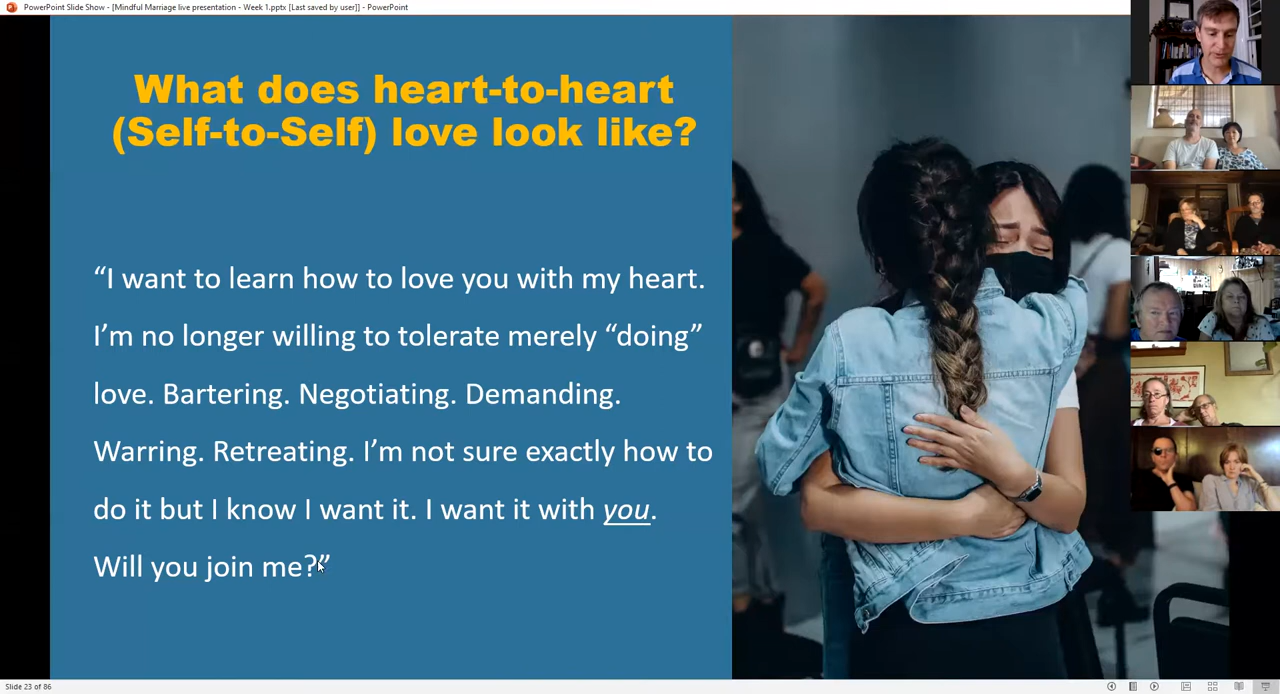 PowerPoint Slide Show - [Mindful Marriage live presentation - Week 1.pptx [Last saved by user]] - PowerPoint
What does heart-to-heart
(Self-to-Self) love look like?
“I want to learn how to love you with my heart.
I’m no longer willing to tolerate merely “doing”
love. Bartering. Negotiating. Demanding.
Warring. Retreating. I’m not sure exactly how to
do it but I know I want it. I want it with you.
Will you join me?”
Slide 23 of 86